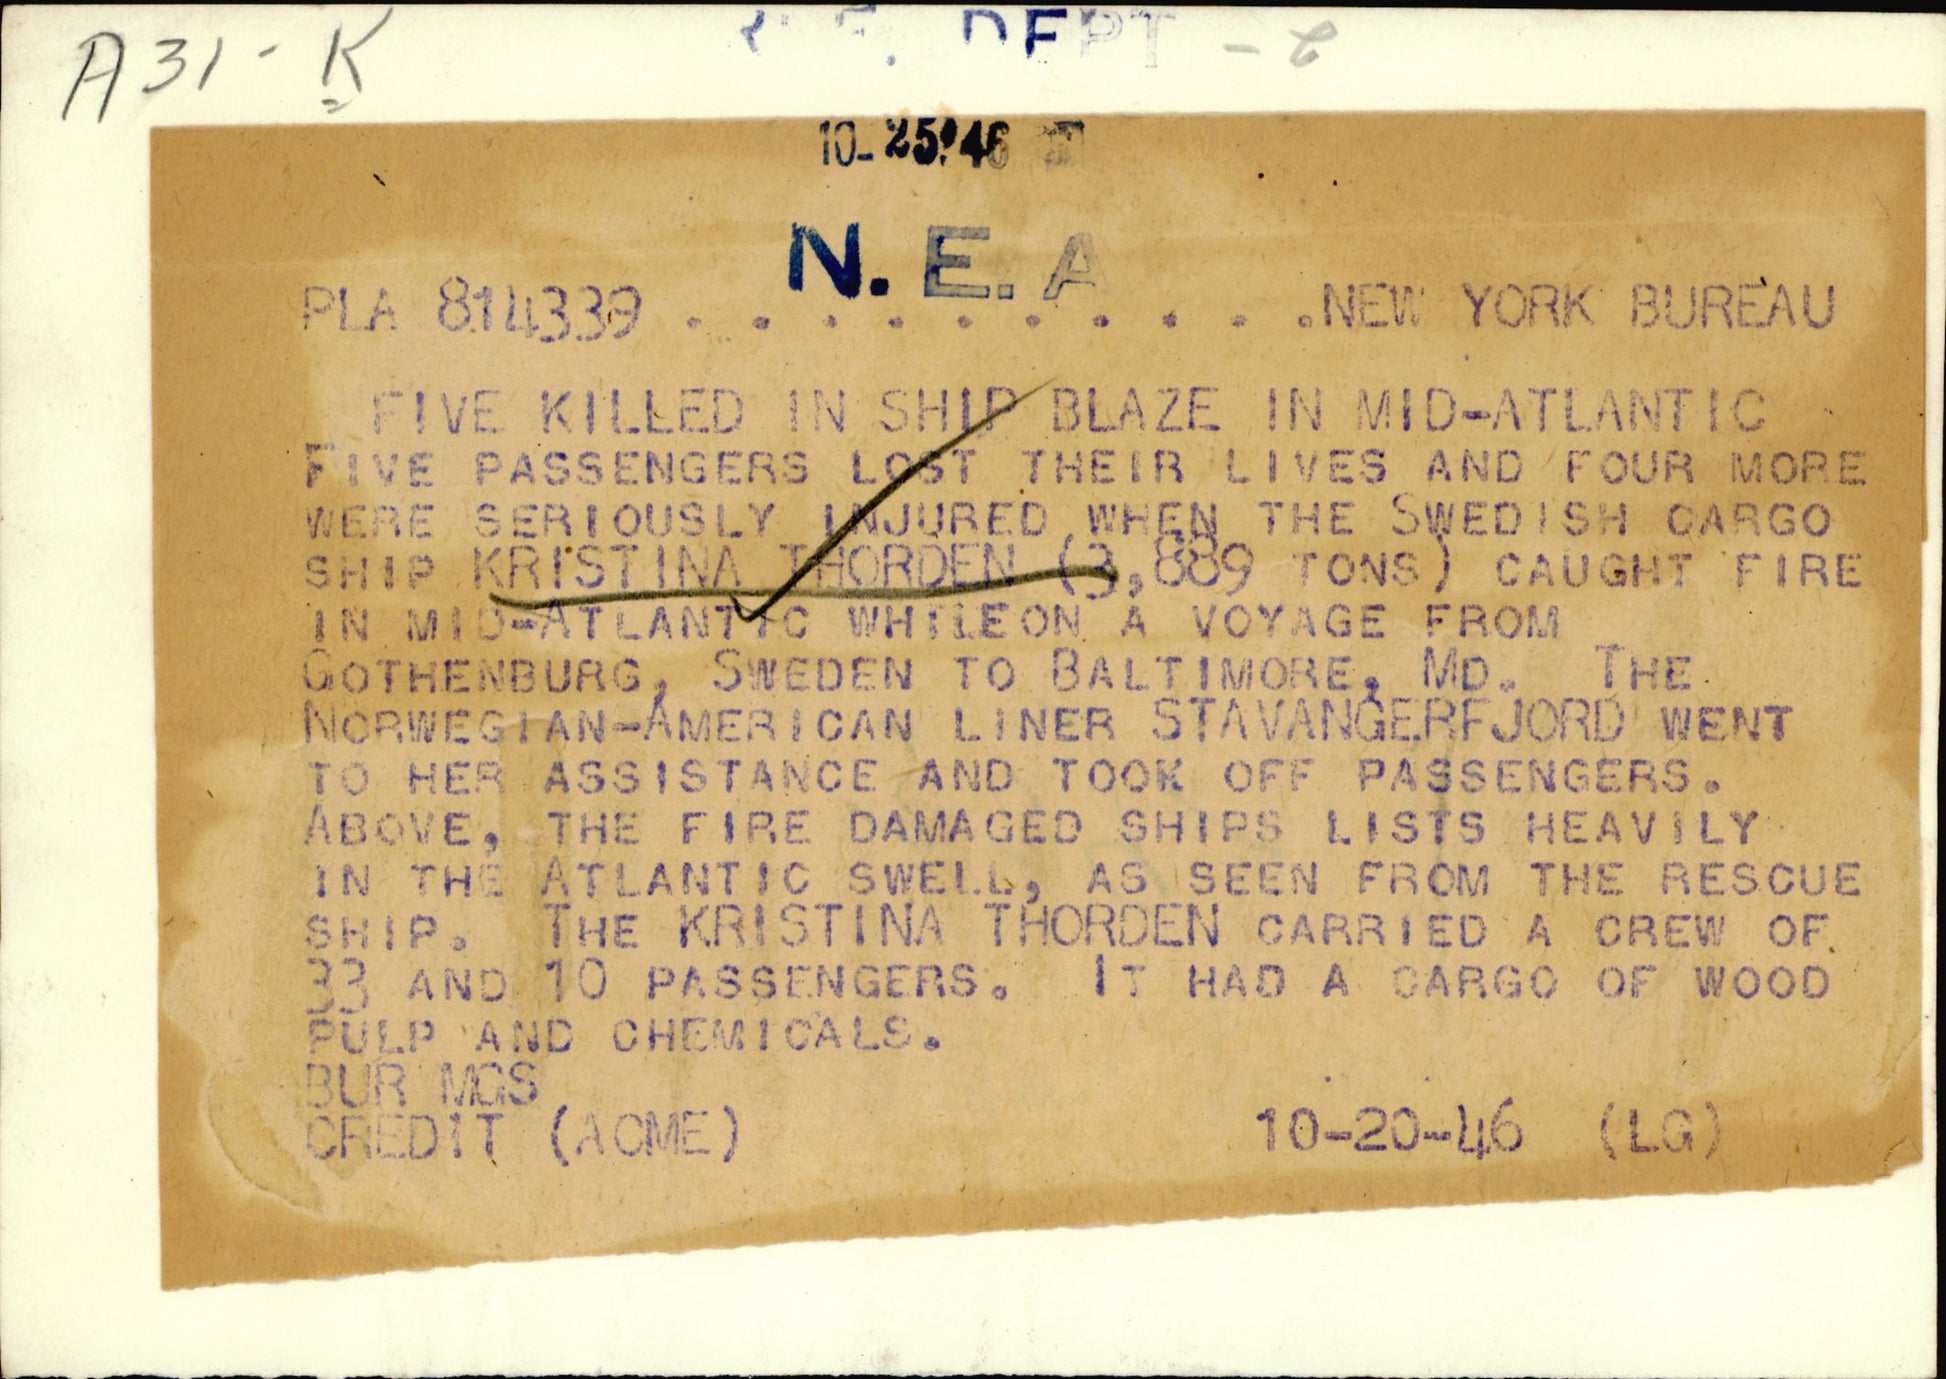 A31-K
DEPT
10-25'46
N. E. A
PLA 814339 . . . . . . . . . . NEW YORK BUREAU
FIVE KILLED IN SHIP BLAZE IN MID-ATLANTIC
FIVE PASSENGERS LOST THEIR LIVES AND FOUR MORE
WERE SERIOUSLY INJURED WHEN THE SWEDISH CARGO
SHIP KRISTINA THORDEN (3,889 TONS) CAUGHT FIRE
IN MID-ATLANTIC WHILEON A VOYAGE FROM
GOTHENBURG, SWEDEN TO BALTIMORE, MD. THE
NORWEGIAN-AMERICAN LINER STAVANGERFJORD WENT
TO HER ASSISTANCE AND TOOK OFF PASSENGERS.
ABOVE, THE FIRE DAMAGED SHIPS LISTS HEAVILY
IN THE ATLANTIC SWELL, AS SEEN FROM THE RESCUE
SHIP. THE KRISTINA THORDEN CARRIED A CREW OF
33 AND 10 PASSENGERS. IT HAD A CARGO OF WOOD
PULP AND CHEMICALS.
BUR MGS
CREDIT (ACME) 10-20-46 (LG)